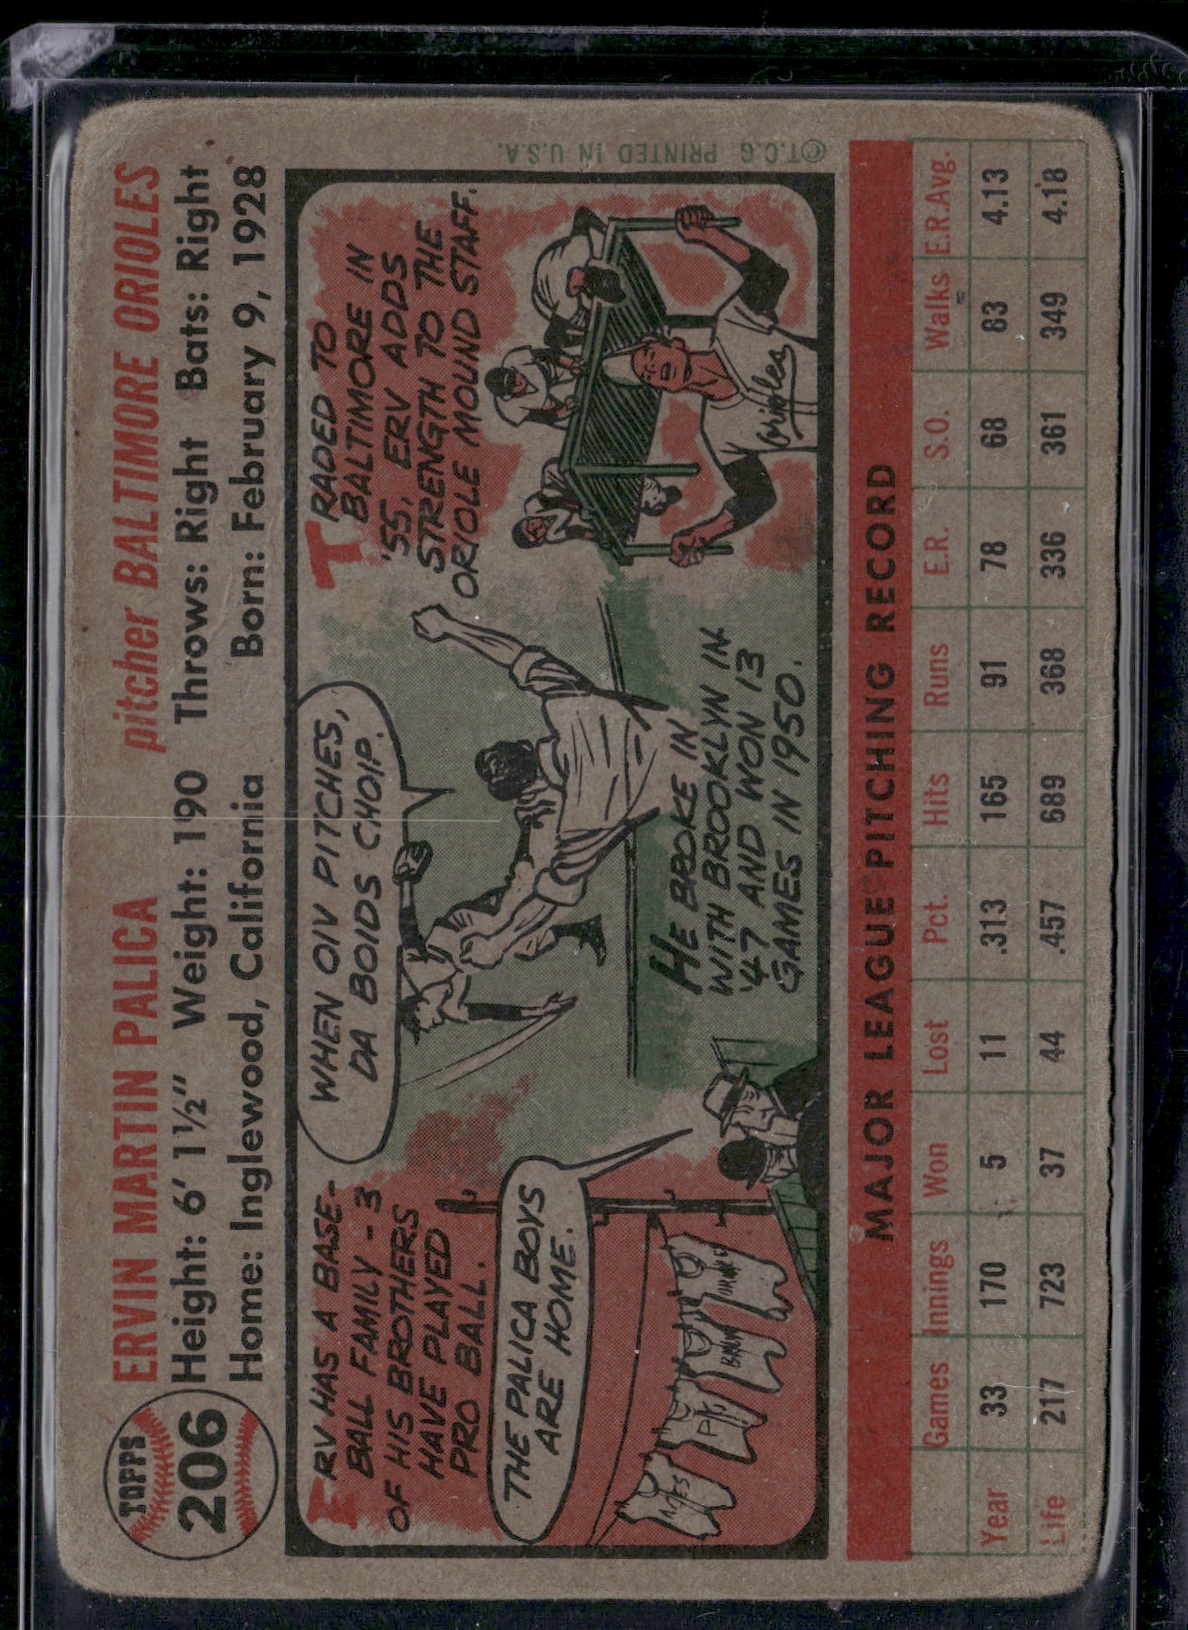 TOPPS
206
ERVIN MARTIN PALICA pitcher BALTIMORE ORIOLES
Height: 6' 1½" Weight: 190 Throws: Right Bats: Right
Home: Inglewood, California Born: February 9, 1928
ERV HAS A BASE-
BALL FAMILY - 3
OF HIS BROTHERS
HAVE PLAYED
PRO BALL.
THE PALICA BOYS
ARE HOME.
ACES
WHEN OIV PITCHES,
DA BOIDS CHOIP.
HE BROKE IN
WITH BROOKLYN IN
'47 AND WON 13
GAMES IN 1950.
TRADED TO
BALTIMORE IN
'55, ERV ADDS
STRENGTH TO THE
ORIOLE MOUND STAFF.
Orioles
©T.C.G. PRINTED IN U.S.A.
MAJOR LEAGUE PITCHING RECORD
Games Innings Won Lost Pct. Hits Runs E.R. S.O. Walks E.R.Avg.
Year 33 170 5 11 .313 165 91 78 68 83 4.13
Life 217 723 37 44 .457 689 368 336 361 349 4.18